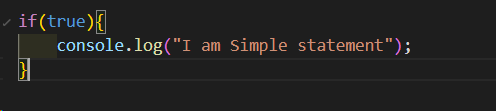 if(true){
    console.log("I am Simple statement");
}